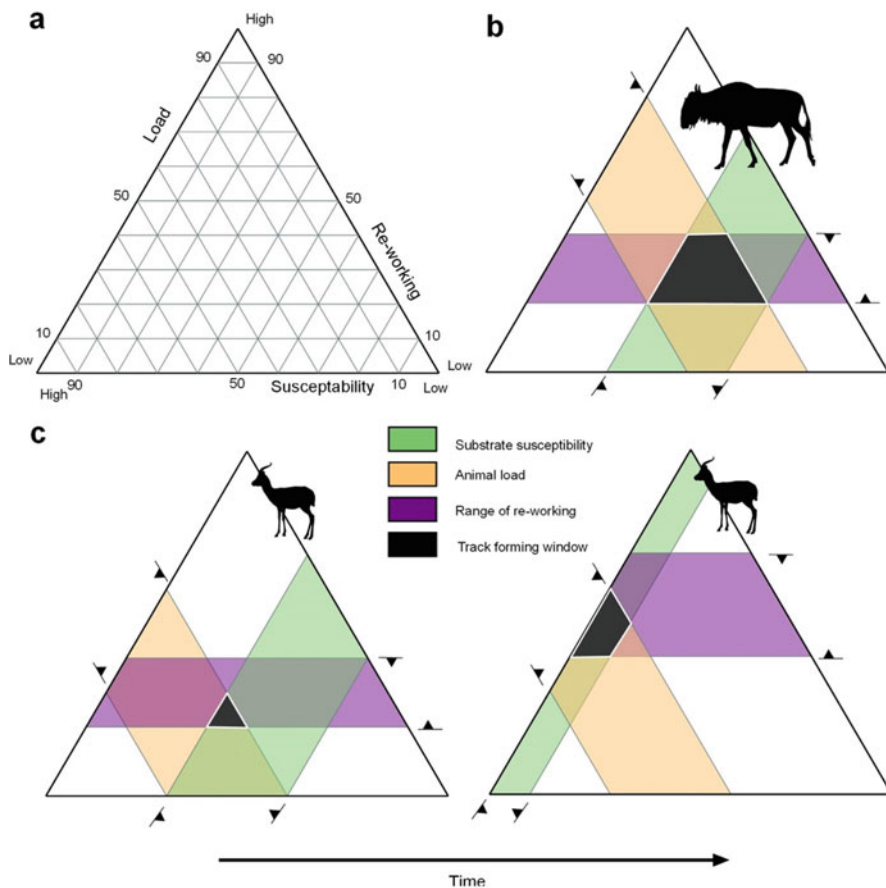 a
High
90
90
Load
50
50
Re-working
10
10
Low
Low
High
90
50
Susceptability
10
Low
b
c
Substrate susceptibility
Animal load
Range of re-working
Track forming window
Time